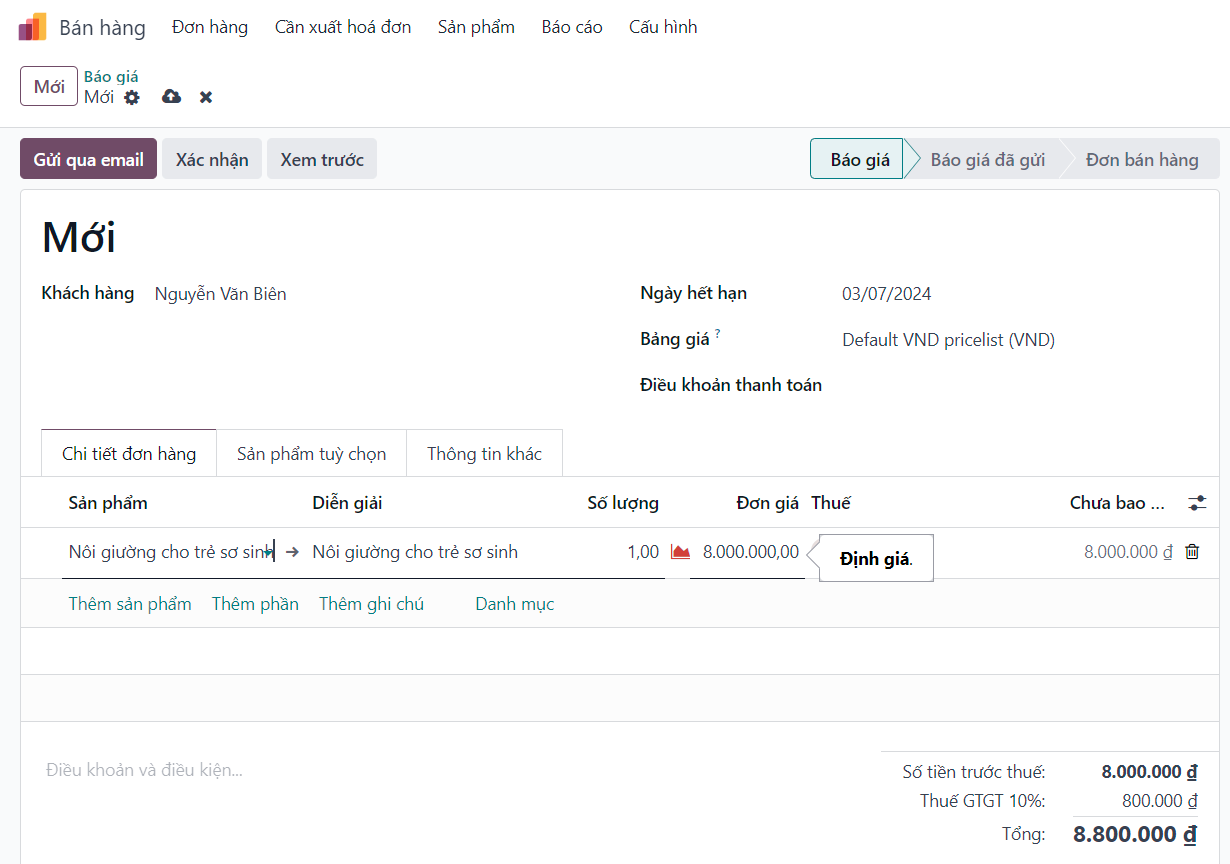 Bán hàng Đơn hàng Cần xuất hoá đơn Sản phẩm Báo cáo Cấu hình
Mới
Báo giá
Mới
Gửi qua email Xác nhận Xem trước Báo giá Báo giá đã gửi Đơn bán hàng
Mới
Khách hàng Nguyễn Văn Biên
Ngày hết hạn 03/07/2024
Bảng giá ? Default VND pricelist (VND)
Điều khoản thanh toán
Chi tiết đơn hàng Sản phẩm tuỳ chọn Thông tin khác
Sản phẩm Diễn giải Số lượng Đơn giá Thuế Chưa bao ...
Nôi giường cho trẻ sơ sinh Nôi giường cho trẻ sơ sinh 1,00 8.000.000,00 Định giá. 8.000.000 ₫
Thêm sản phẩm Thêm phần Thêm ghi chú Danh mục
Điều khoản và điều kiện...
Số tiền trước thuế: 8.000.000 ₫
Thuế GTGT 10%: 800.000 ₫
Tổng: 8.800.000 ₫